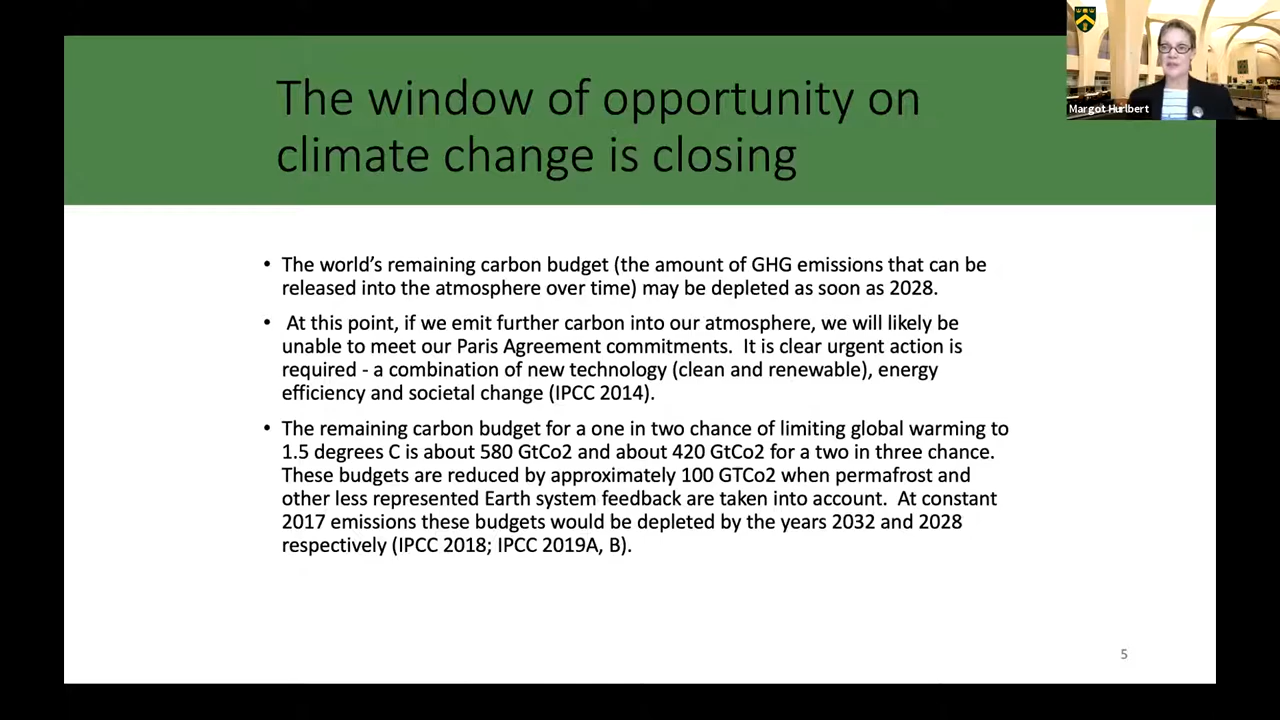 The window of opportunity on
climate change is closing
Margot Hurlbert
• The world's remaining carbon budget (the amount of GHG emissions that can be
released into the atmosphere over time) may be depleted as soon as 2028.
• At this point, if we emit further carbon into our atmosphere, we will likely be
unable to meet our Paris Agreement commitments. It is clear urgent action is
required - a combination of new technology (clean and renewable), energy
efficiency and societal change (IPCC 2014).
• The remaining carbon budget for a one in two chance of limiting global warming to
1.5 degrees C is about 580 GtCo2 and about 420 GtCo2 for a two in three chance.
These budgets are reduced by approximately 100 GTCo2 when permafrost and
other less represented Earth system feedback are taken into account. At constant
2017 emissions these budgets would be depleted by the years 2032 and 2028
respectively (IPCC 2018; IPCC 2019A, B).
5